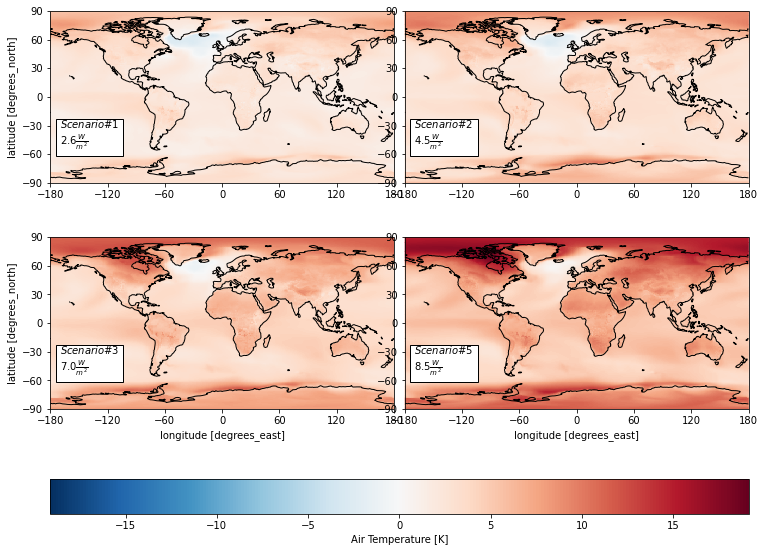 90
60
30
0
−30
−60
−90
latitude [degrees_north]
Scenario#1
2.6 W/m²
−180 −120 −60 0 60 120 180
90
60
30
0
−30
−60
−90
Scenario#2
4.5 W/m²
−180 −120 −60 0 60 120 180
90
60
30
0
−30
−60
−90
latitude [degrees_north]
Scenario#3
7.0 W/m²
−180 −120 −60 0 60 120 180
longitude [degrees_east]
90
60
30
0
−30
−60
−90
Scenario#5
8.5 W/m²
−180 −120 −60 0 60 120 180
longitude [degrees_east]
−15 −10 −5 0 5 10 15
Air Temperature [K]